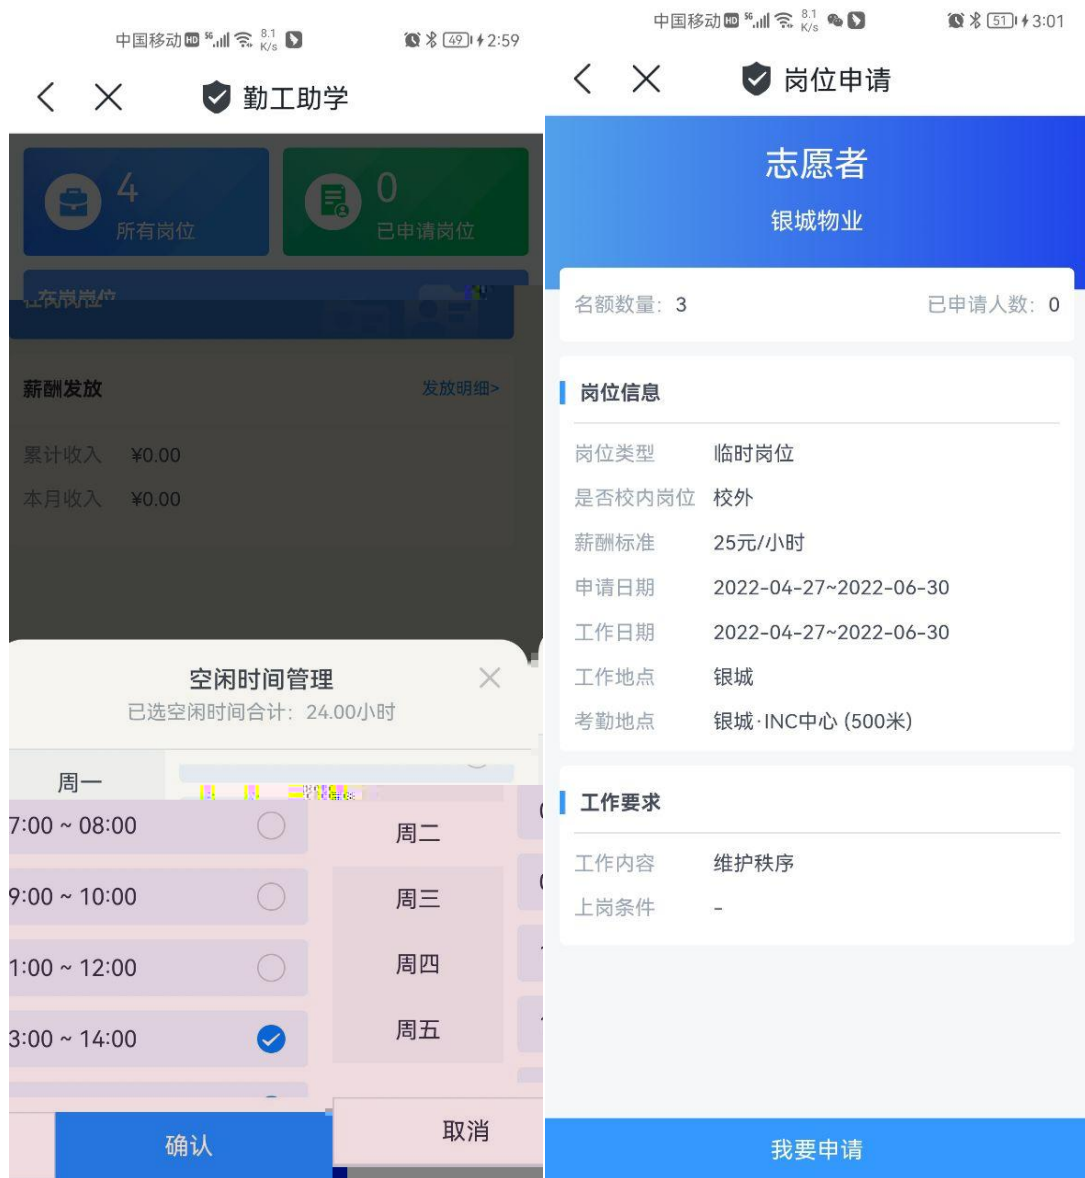 中国移动 HD 5G 8.1 K/s 49 2:59
勤工助学
4
所有岗位
0
已申请岗位
在岗岗位
薪酬发放 发放明细>
累计收入 ¥0.00
本月收入 ¥0.00
空闲时间管理
已选空闲时间合计：24.00小时
周一
7:00 ~ 08:00
周二
9:00 ~ 10:00
周三
1:00 ~ 12:00
周四
3:00 ~ 14:00
周五
确认
取消
中国移动 HD 5G 8.1 K/s 51 3:01
岗位申请
志愿者
银城物业
名额数量：3 已申请人数：0
岗位信息
岗位类型 临时岗位
是否校内岗位 校外
薪酬标准 25元/小时
申请日期 2022-04-27~2022-06-30
工作日期 2022-04-27~2022-06-30
工作地点 银城
考勤地点 银城·INC中心 (500米)
工作要求
工作内容 维护秩序
上岗条件 -
我要申请